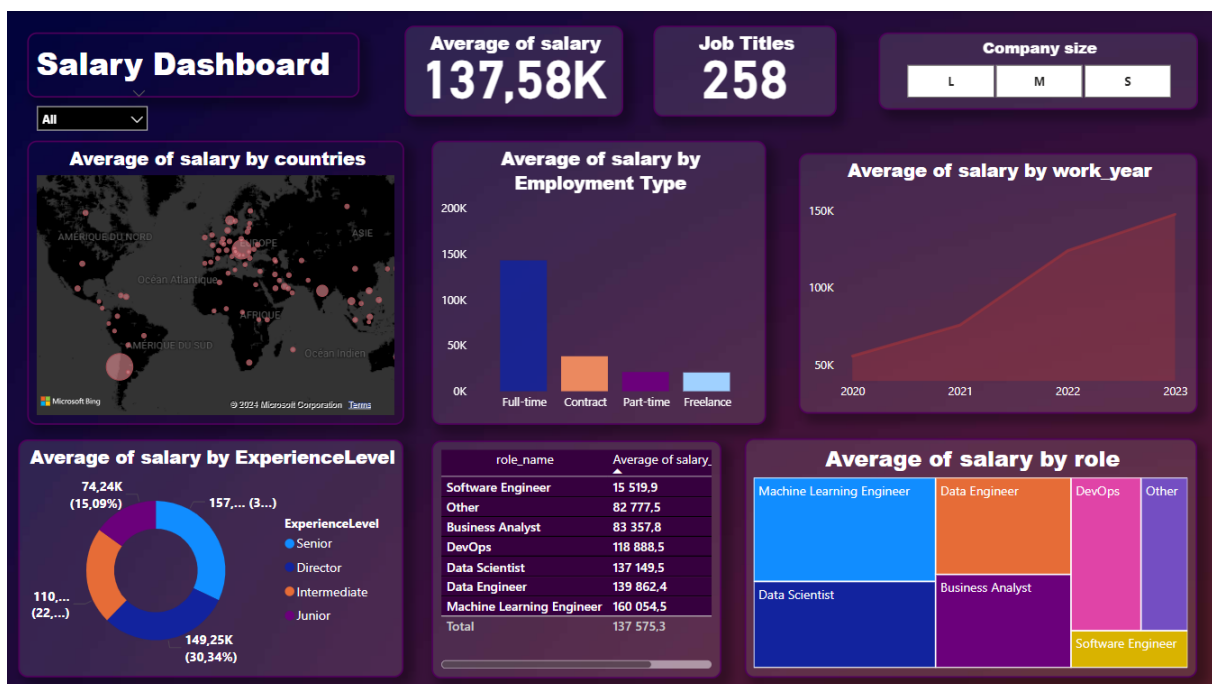 Salary Dashboard
All
Average of salary
137,58K
Job Titles
258
Company size
L M S
Average of salary by countries
AMÉRIQUE DU NORD
EUROPE
ASIE
Océan Atlantique
AFRIQUE
AMÉRIQUE DU SUD
Océan Indien
Microsoft Bing
© 2024 Microsoft Corporation Terms
Average of salary by
Employment Type
200K
150K
100K
50K
0K
Full-time Contract Part-time Freelance
Average of salary by work_year
150K
100K
50K
2020 2021 2022 2023
Average of salary by ExperienceLevel
74,24K
(15,09%)
157,... (3...)
110,...
(22,...)
149,25K
(30,34%)
ExperienceLevel
Senior
Director
Intermediate
Junior
role_name Average of salary_
Software Engineer 15 519,9
Other 82 777,5
Business Analyst 83 357,8
DevOps 118 888,5
Data Scientist 137 149,5
Data Engineer 139 862,4
Machine Learning Engineer 160 054,5
Total 137 575,3
Average of salary by role
Machine Learning Engineer
Data Engineer
DevOps
Other
Data Scientist
Business Analyst
Software Engineer